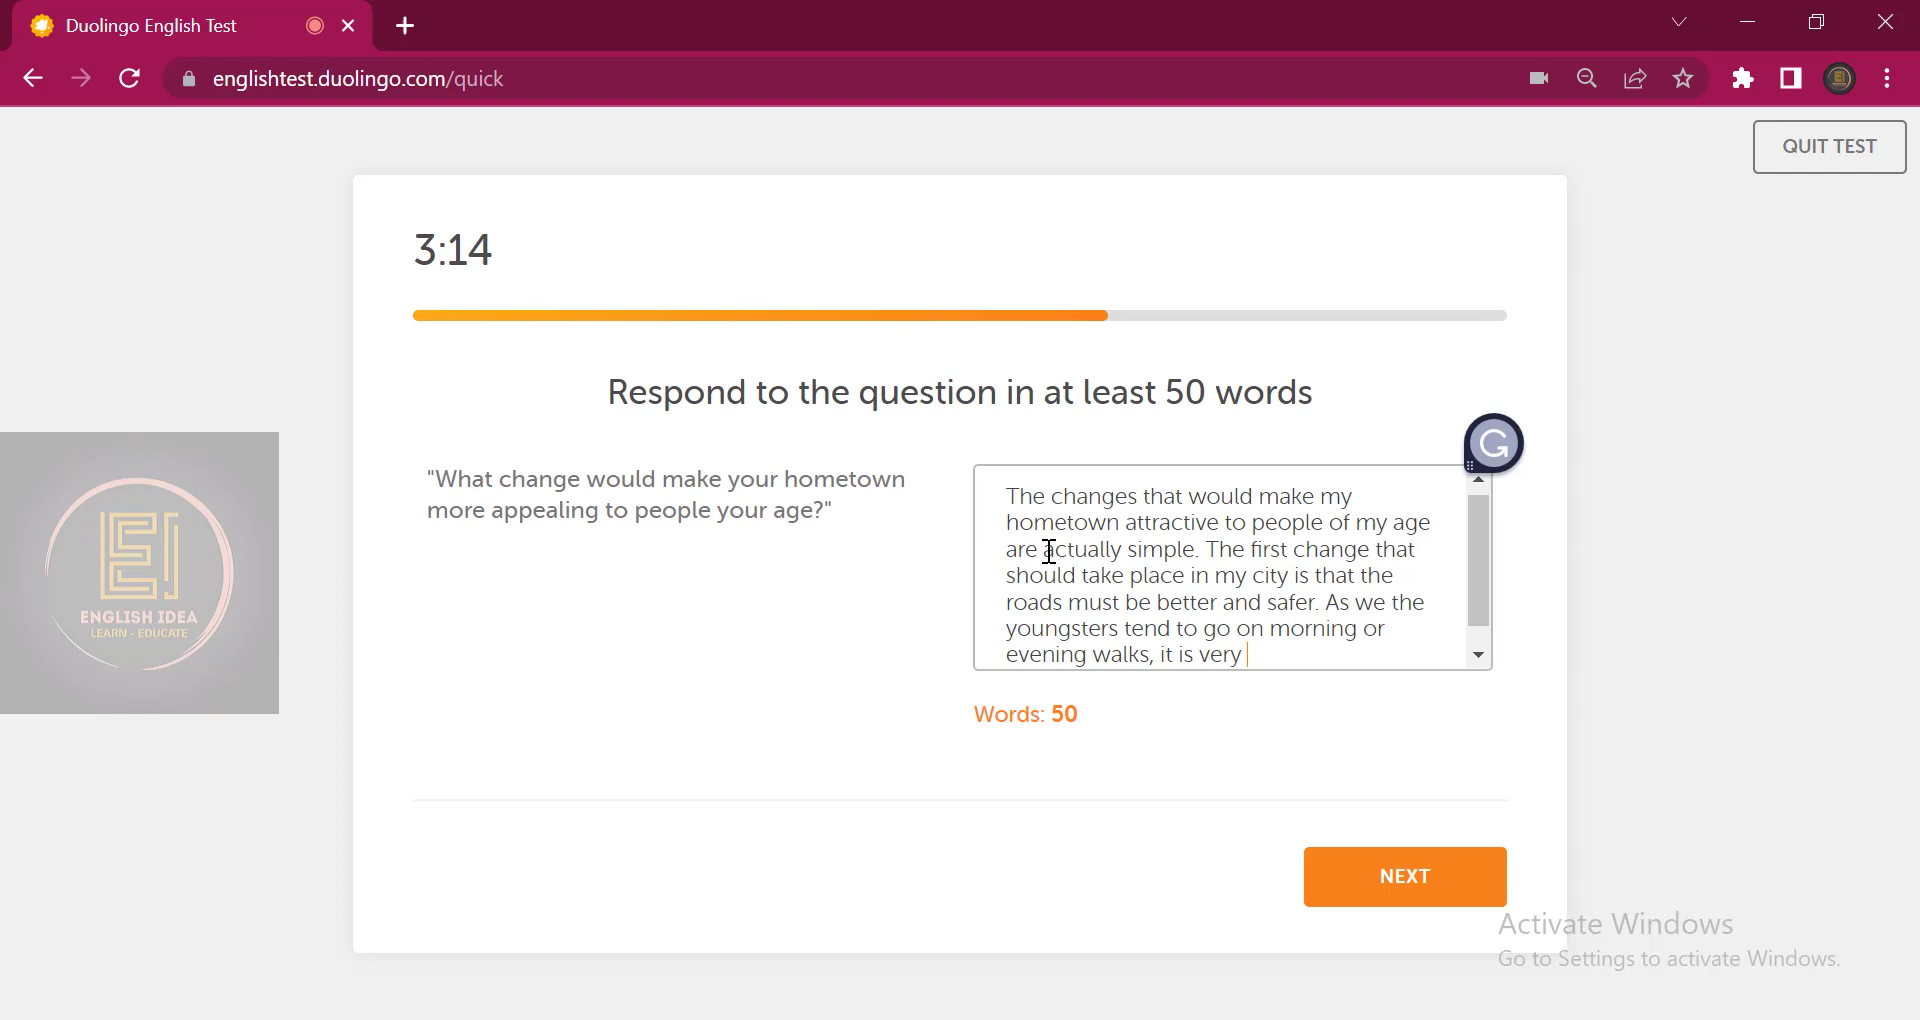 Duolingo English Test
englishtest.duolingo.com/quick
QUIT TEST
3:14
Respond to the question in at least 50 words
"What change would make your hometown
more appealing to people your age?"
The changes that would make my
hometown attractive to people of my age
are actually simple. The first change that
should take place in my city is that the
roads must be better and safer. As we the
youngsters tend to go on morning or
evening walks, it is very
Words: 50
NEXT
ENGLISH IDEA
LEARN - EDUCATE
Activate Windows
Go to Settings to activate Windows.